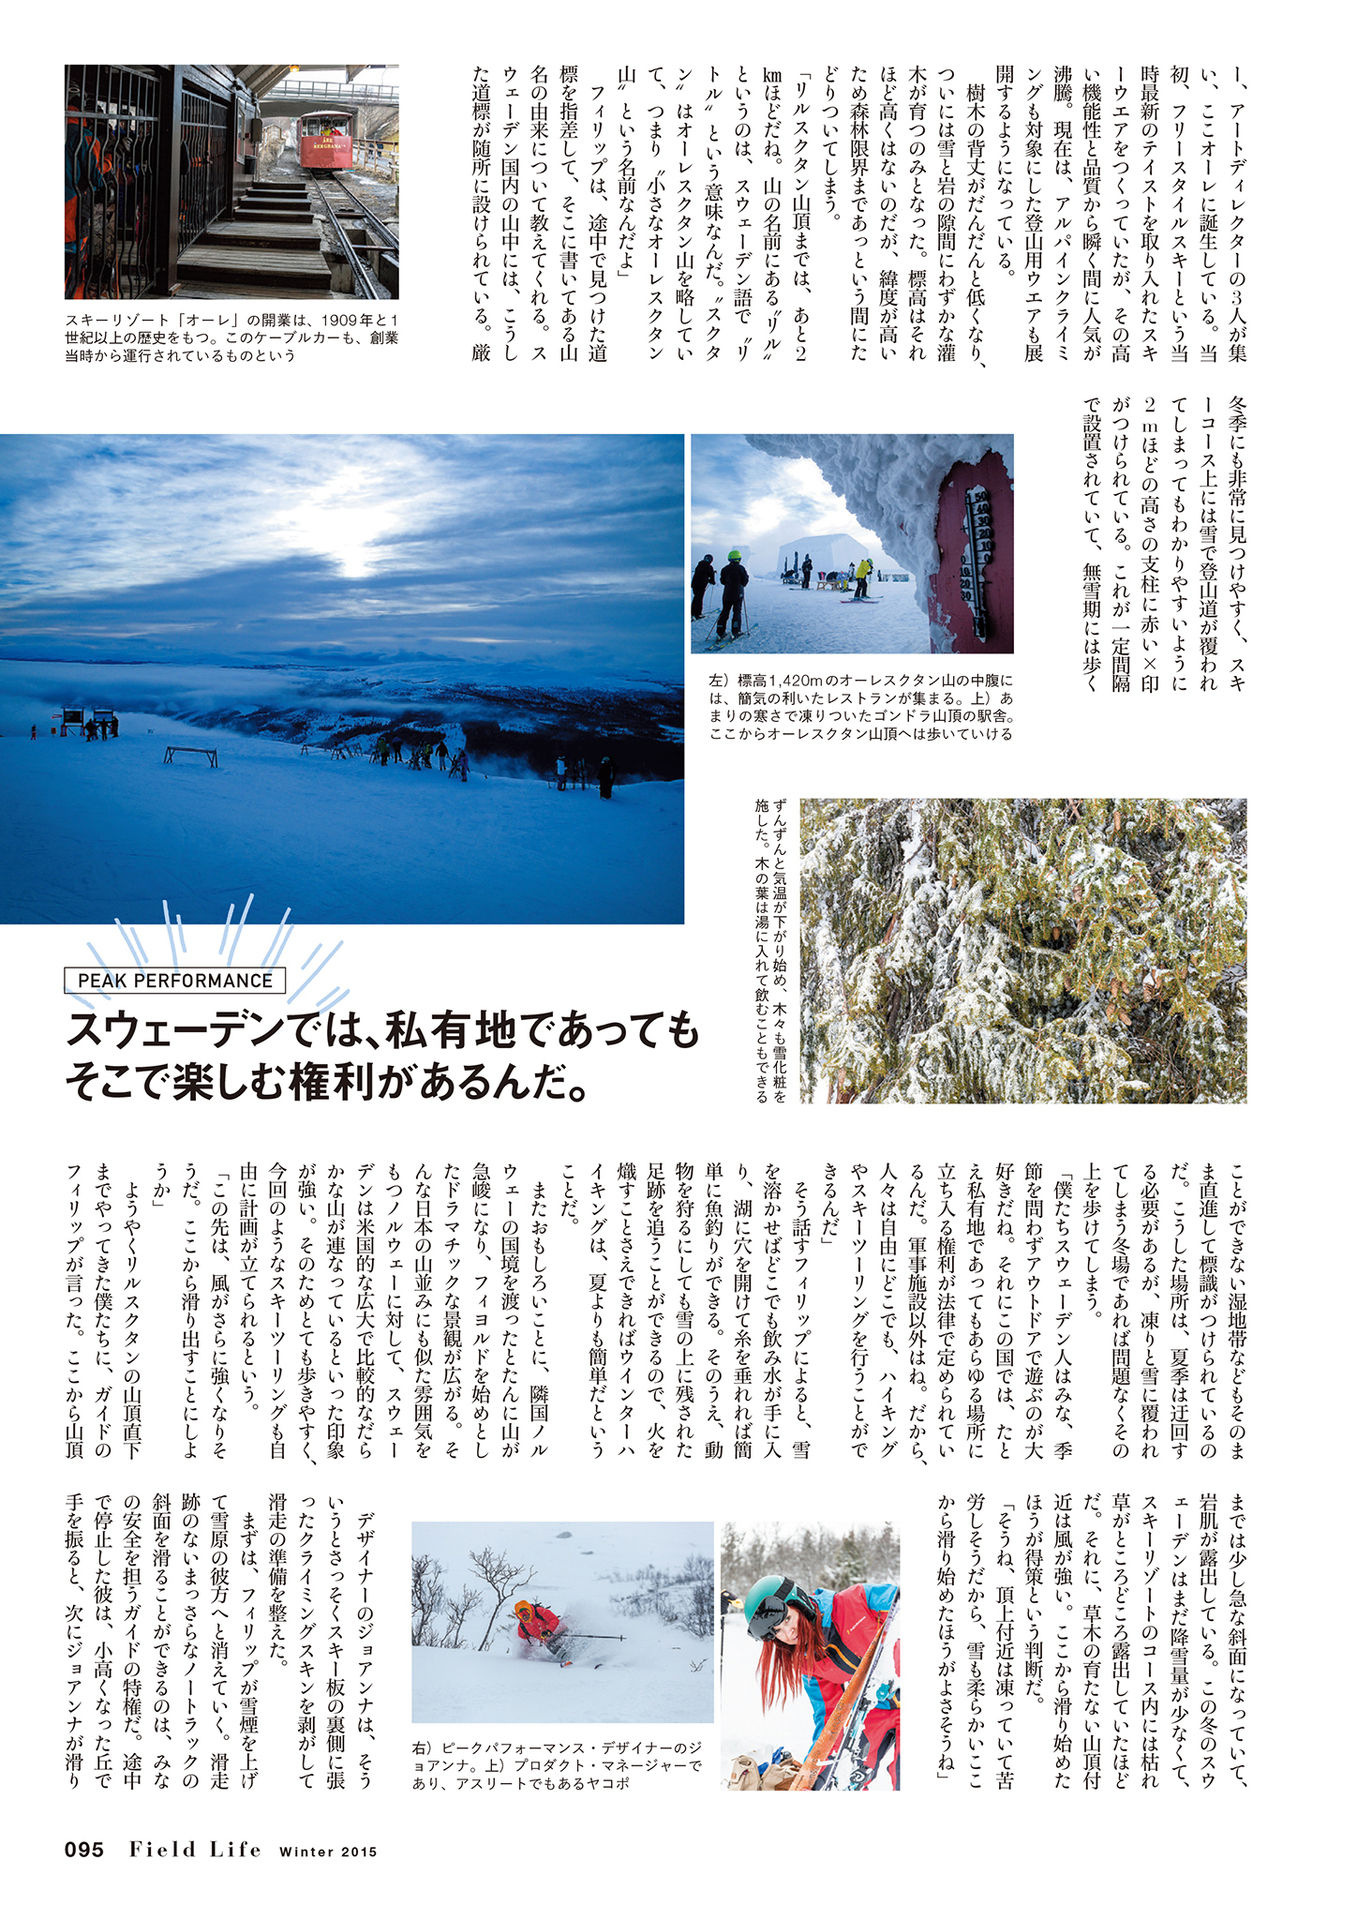 ー、アートディレクターの3人が集
い、ここオーレに誕生している。当
初、フリースタイルスキーという当
時最新のテイストを取り入れたスキ
ーウエアをつくっていたが、その高
い機能性と品質から瞬く間に人気が
沸騰。現在は、アルパインクライミ
ングも対象にした登山用ウエアも展
開するようになっている。
樹木の背丈がだんだんと低くなり、
ついには雪と岩の隙間にわずかな灌
木が育つのみとなった。標高はそれ
ほど高くはないのだが、緯度が高い
ため森林限界まであっという間にた
どりついてしまう。
「リルスクタン山頂までは、あと2
㎞ほどだね。山の名前にある〝リル〟
というのは、スウェーデン語で〝リ
トル〟という意味なんだ。〝スクタ
ン〟はオーレスクタン山を略してい
て、つまり〝小さなオーレスクタン
山〟という名前なんだよ」
フィリップは、途中で見つけた道
標を指差して、そこに書いてある山
名の由来について教えてくれる。ス
ウェーデン国内の山中には、こうし
た道標が随所に設けられている。厳
スキーリゾート「オーレ」の開業は、1909年と1
世紀以上の歴史をもつ。このケーブルカーも、創業
当時から運行されているものという
ÅRE
BERGBANA
冬季にも非常に見つけやすく、スキ
ーコース上には雪で登山道が覆われ
てしまってもわかりやすいように
2mほどの高さの支柱に赤い×印
がつけられている。これが一定間隔
で設置されていて、無雪期には歩く
50
40
30
20
10
0
10
20
左）標高1,420mのオーレスクタン山の中腹に
は、簡気の利いたレストランが集まる。上）あ
まりの寒さで凍りついたゴンドラ山頂の駅舎。
ここからオーレスクタン山頂へは歩いていける
ずんずんと気温が下がり始め、木々も雪化粧を
施した。木の葉は湯に入れて飲むこともできる
PEAK PERFORMANCE
スウェーデンでは、私有地であっても
そこで楽しむ権利があるんだ。
ことができない湿地帯などもそのま
ま直進して標識がつけられているの
だ。こうした場所は、夏季は迂回す
る必要があるが、凍りと雪に覆われ
てしまう冬場であれば問題なくその
上を歩けてしまう。
「僕たちスウェーデン人はみな、季
節を問わずアウトドアで遊ぶのが大
好きだね。それにこの国では、たと
え私有地であってもあらゆる場所に
立ち入る権利が法律で定められてい
るんだ。軍事施設以外はね。だから、
人々は自由にどこでも、ハイキング
やスキーツーリングを行うことがで
きるんだ」
そう話すフィリップによると、雪
を溶かせばどこでも飲み水が手に入
り、湖に穴を開けて糸を垂れれば簡
単に魚釣りができる。そのうえ、動
物を狩るにしても雪の上に残された
足跡を追うことができるので、火を
熾すことさえできればウインターハ
イキングは、夏よりも簡単だという
ことだ。
またおもしろいことに、隣国ノル
ウェーの国境を渡ったとたんに山が
急峻になり、フィヨルドを始めとし
たドラマチックな景観が広がる。そ
んな日本の山並みにも似た雰囲気を
もつノルウェーに対して、スウェー
デンは米国的な広大で比較的なだら
かな山が連なっているといった印象
が強い。そのためとても歩きやすく、
今回のようなスキーツーリングも自
由に計画が立てられるという。
「この先は、風がさらに強くなりそ
うだ。ここから滑り出すことにしよ
うか」
ようやくリルスクタンの山頂直下
までやってきた僕たちに、ガイドの
フィリップが言った。ここから山頂
までは少し急な斜面になっていて、
岩肌が露出している。この冬のスウ
ェーデンはまだ降雪量が少なくて、
スキーリゾートのコース内には枯れ
草がところどころ露出していたほど
だ。それに、草木の育たない山頂付
近は風が強い。ここから滑り始めた
ほうが得策という判断だ。
「そうね、頂上付近は凍っていて苦
労しそうだから、雪も柔らかいここ
から滑り始めたほうがよさそうね」
右）ピークパフォーマンス・デザイナーのジ
ョアンナ。上）プロダクト・マネージャーで
あり、アスリートでもあるヤコポ
デザイナーのジョアンナは、そう
いうとさっそくスキー板の裏側に張
ったクライミングスキンを剥がして
滑走の準備を整えた。
まずは、フィリップが雪煙を上げ
て雪原の彼方へと消えていく。滑走
跡のないまっさらなノートラックの
斜面を滑ることができるのは、みな
の安全を担うガイドの特権だ。途中
で停止した彼は、小高くなった丘で
手を振ると、次にジョアンナが滑り
095 Field Life Winter 2015